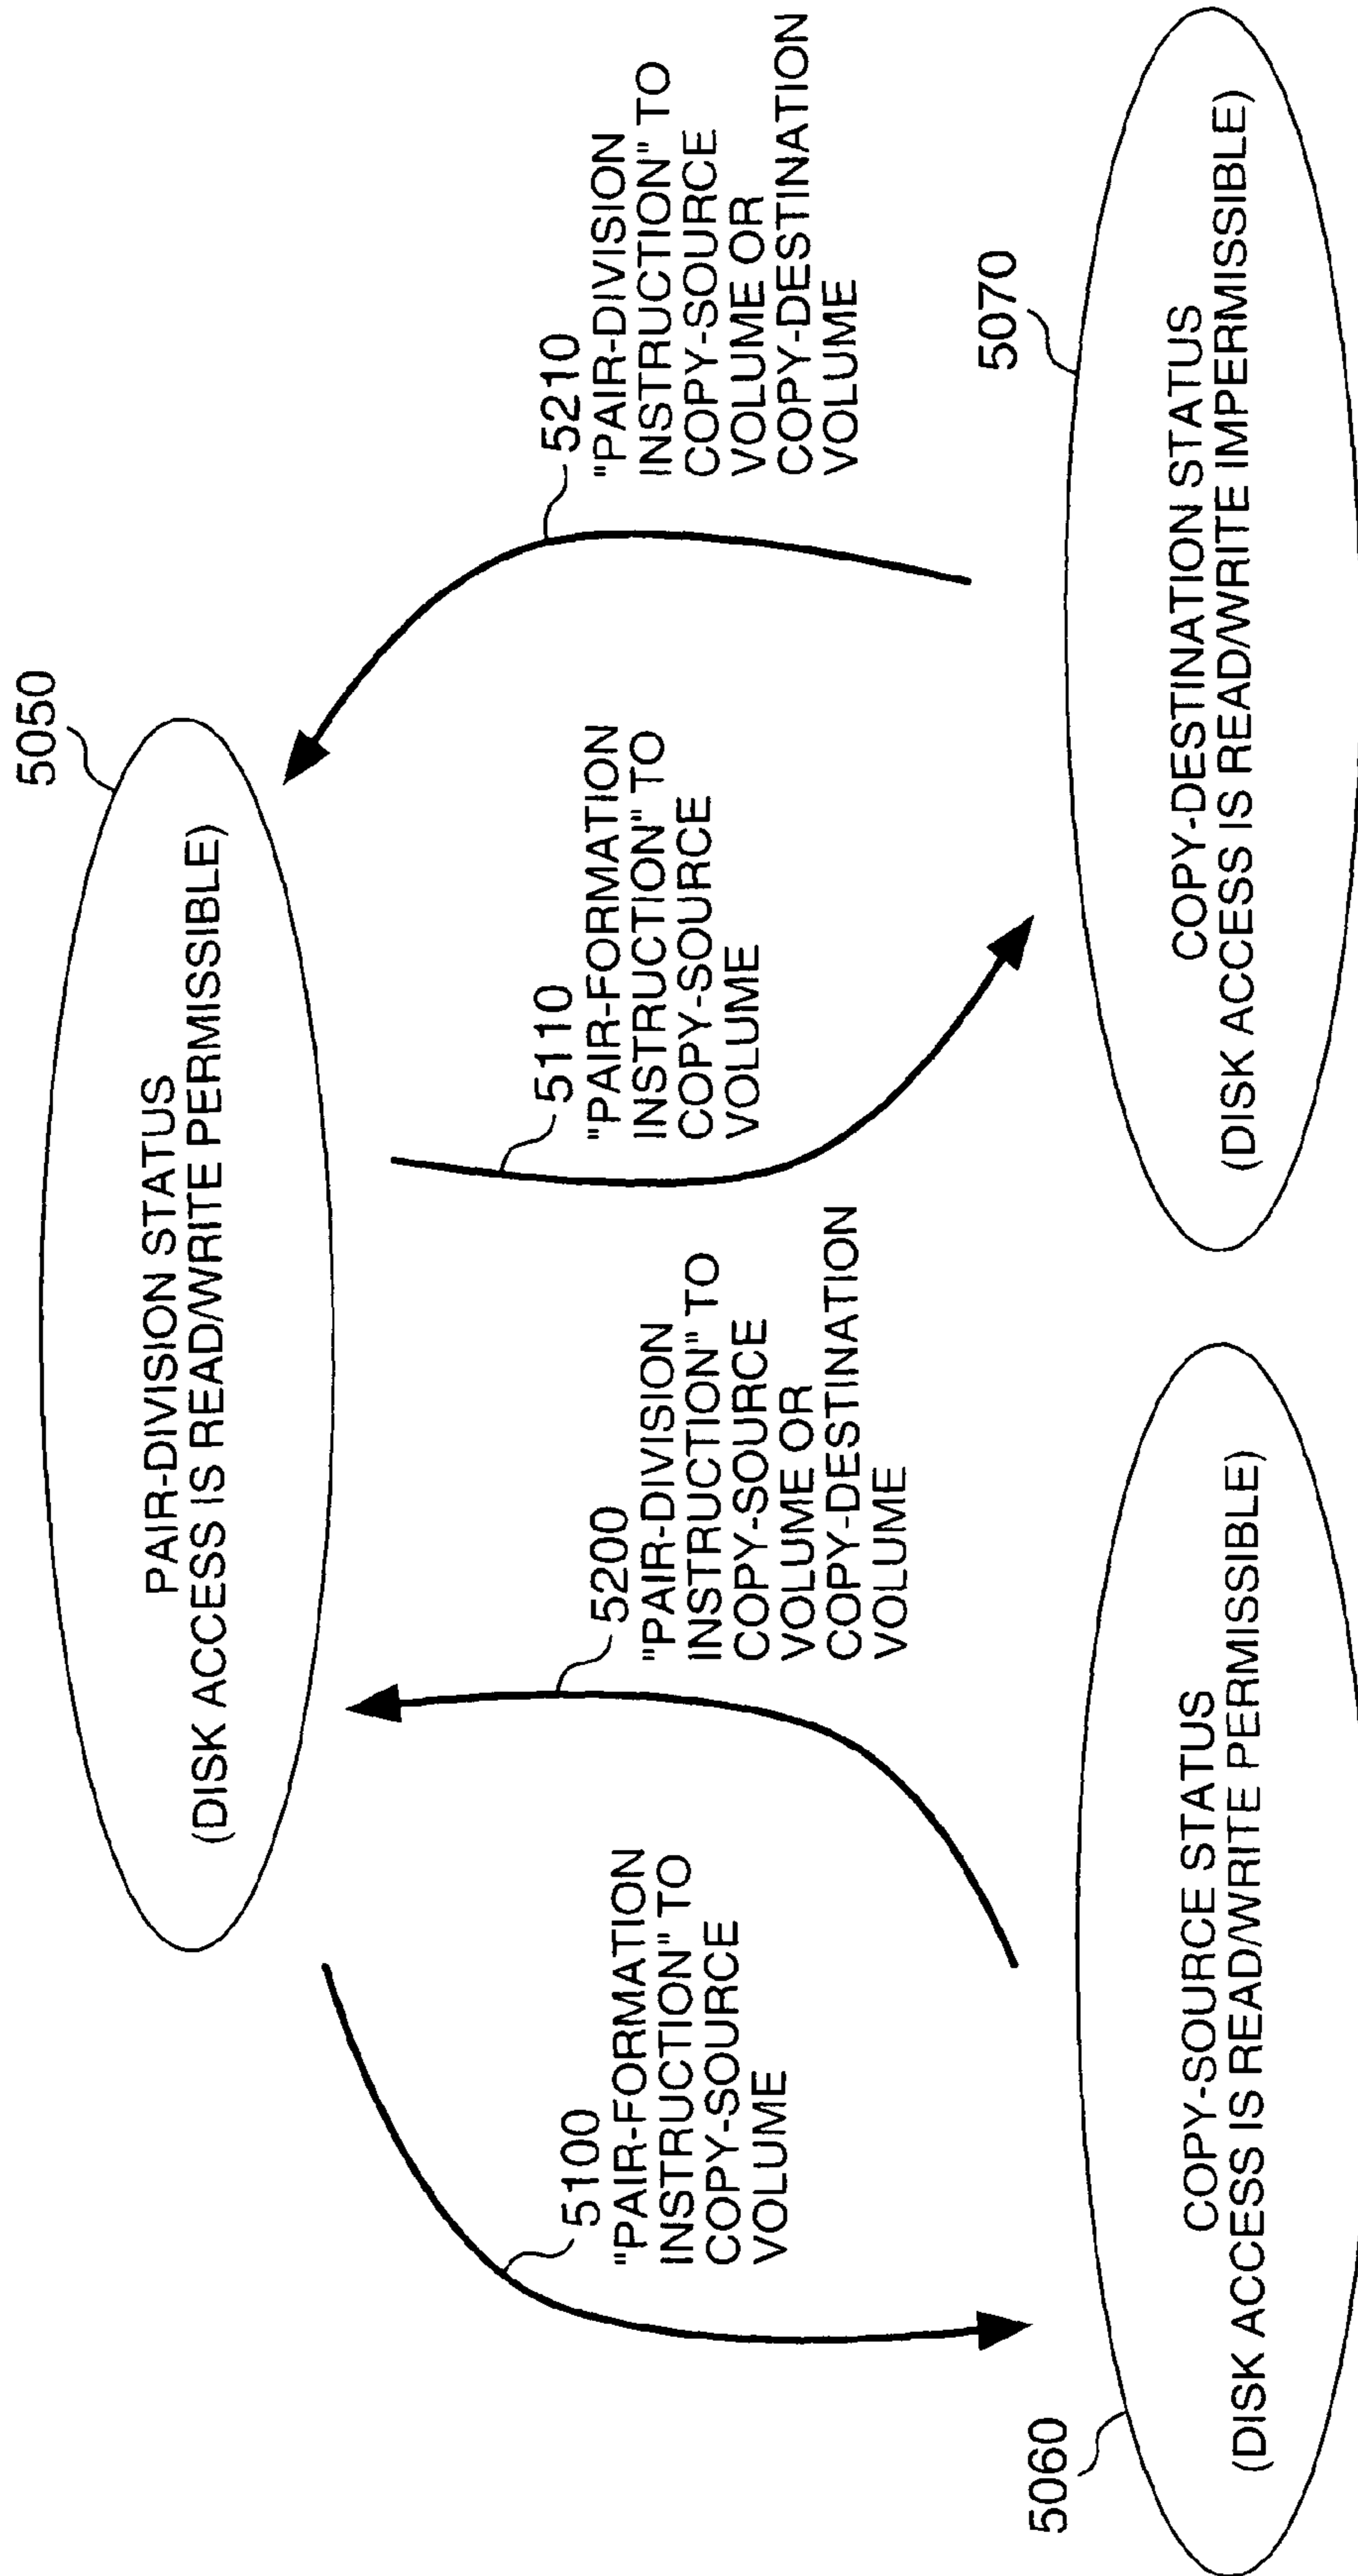 5050
PAIR-DIVISION STATUS
(DISK ACCESS IS READ/WRITE PERMISSIBLE)
5100
"PAIR-FORMATION
INSTRUCTION" TO
COPY-SOURCE
VOLUME
5200
"PAIR-DIVISION
INSTRUCTION" TO
COPY-SOURCE
VOLUME OR
COPY-DESTINATION
VOLUME
5110
"PAIR-FORMATION
INSTRUCTION" TO
COPY-SOURCE
VOLUME
5210
"PAIR-DIVISION
INSTRUCTION" TO
COPY-SOURCE
VOLUME OR
COPY-DESTINATION
VOLUME
5060
COPY-SOURCE STATUS
(DISK ACCESS IS READ/WRITE PERMISSIBLE)
5070
COPY-DESTINATION STATUS
(DISK ACCESS IS READ/WRITE IMPERMISSIBLE)